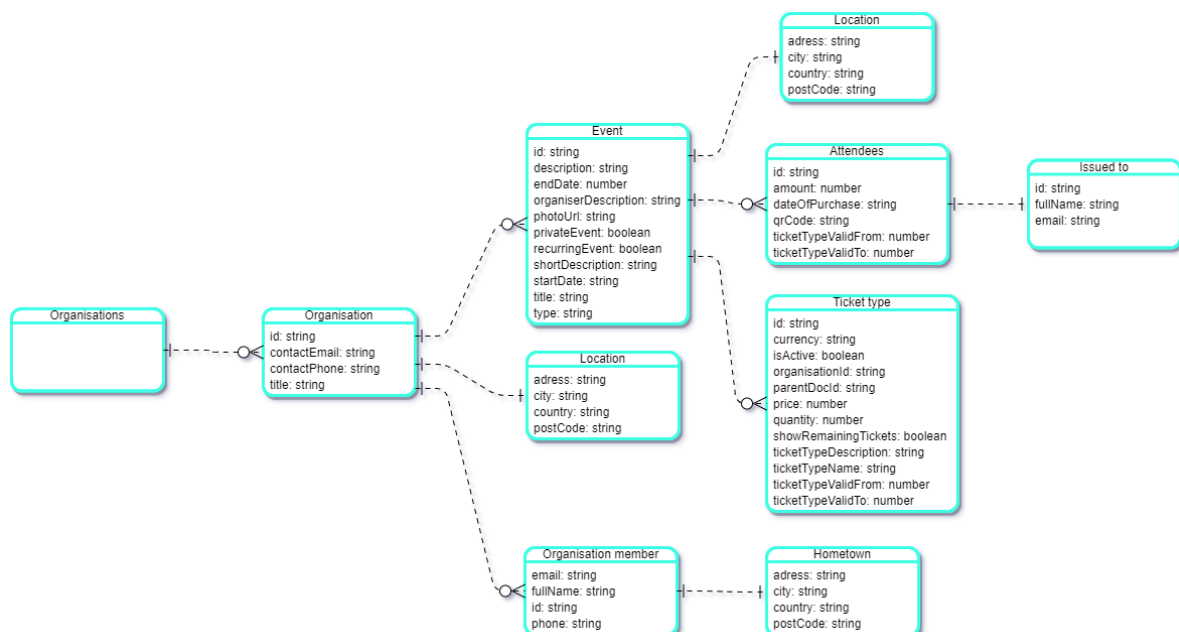 Organisations
Organisation
id: string
contactEmail: string
contactPhone: string
title: string
Event
id: string
description: string
endDate: number
organiserDescription: string
photoUrl: string
privateEvent: boolean
recurringEvent: boolean
shortDescription: string
startDate: string
title: string
type: string
Location
adress: string
city: string
country: string
postCode: string
Organisation member
email: string
fullName: string
id: string
phone: string
Location
adress: string
city: string
country: string
postCode: string
Attendees
id: string
amount: number
dateOfPurchase: string
qrCode: string
ticketTypeValidFrom: number
ticketTypeValidTo: number
Ticket type
id: string
currency: string
isActive: boolean
organisationId: string
parentDocId: string
price: number
quantity: number
showRemainingTickets: boolean
ticketTypeDescription: string
ticketTypeName: string
ticketTypeValidFrom: number
ticketTypeValidTo: number
Hometown
adress: string
city: string
country: string
postCode: string
Issued to
id: string
fullName: string
email: string